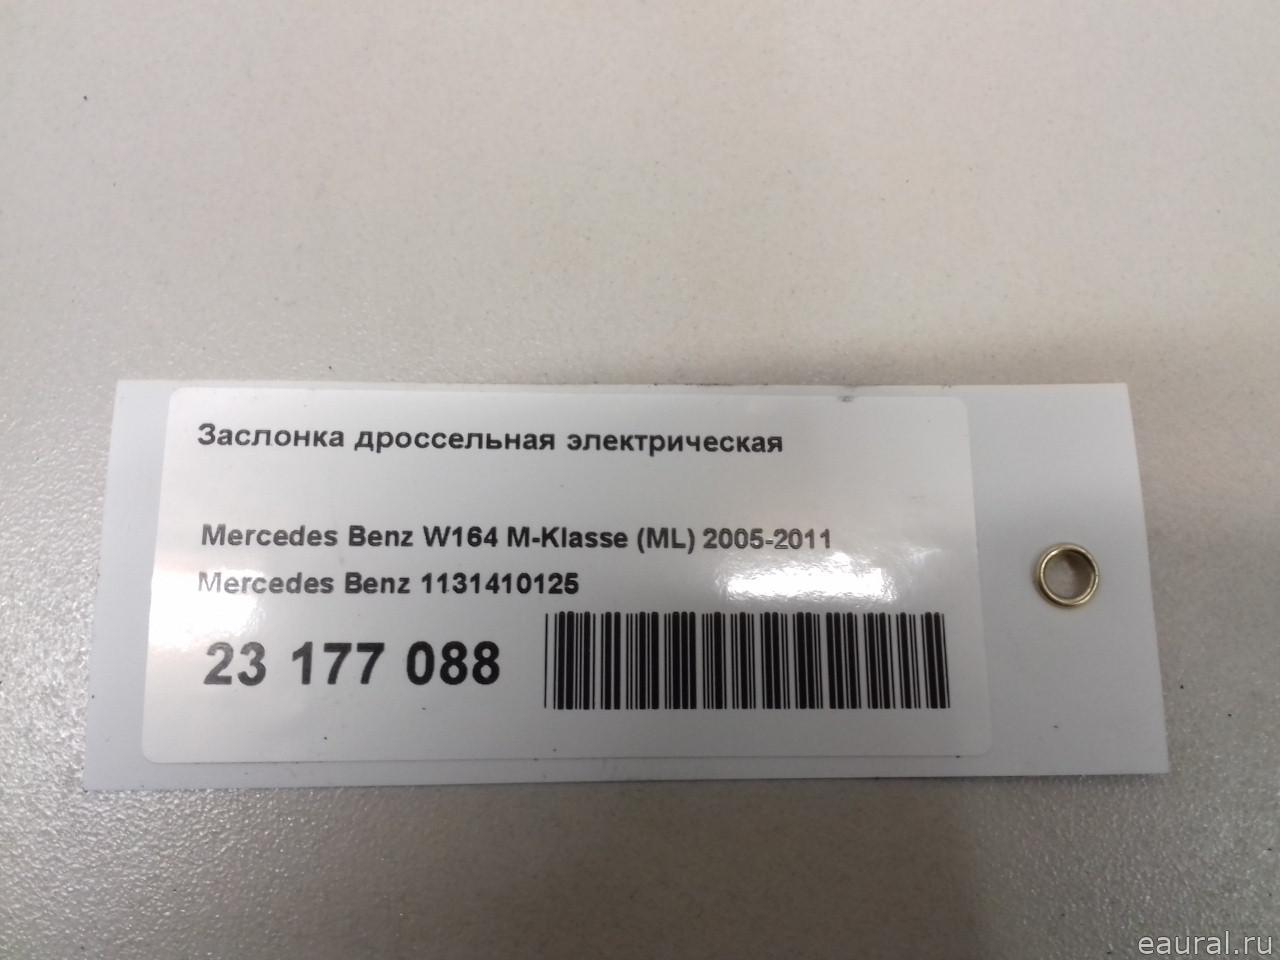 Заслонка дроссельная электрическая
Mercedes Benz W164 M-Klasse (ML) 2005-2011
Mercedes Benz 1131410125
23 177 088
eaural.ru